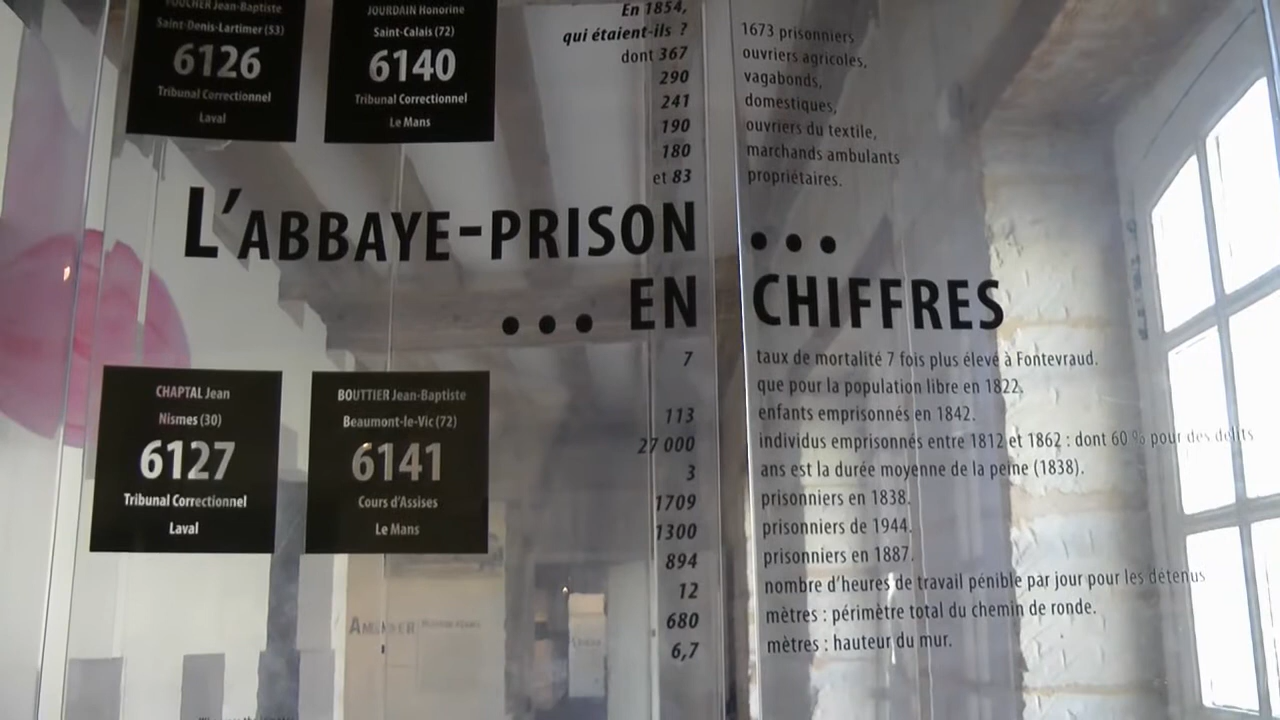 FOUCHER Jean-Baptiste
Saint-Denis-Lartimer (53)
6126
Tribunal Correctionnel
Laval
JOURDAIN Honorine
Saint-Calais (72)
6140
Tribunal Correctionnel
Le Mans
En 1854,
qui étaient-ils ? 1673 prisonniers
dont 367 ouvriers agricoles,
290 vagabonds,
241 domestiques,
190 ouvriers du textile,
180 marchands ambulants
et 83 propriétaires.
L'ABBAYE-PRISON ...
... EN CHIFFRES
CHAPTAL Jean
Nismes (30)
6127
Tribunal Correctionnel
Laval
BOUTTIER Jean-Baptiste
Beaumont-le-Vic (72)
6141
Cours d'Assises
Le Mans
7 taux de mortalité 7 fois plus élevé à Fontevraud.
que pour la population libre en 1822.
113 enfants emprisonnés en 1842.
27 000 individus emprisonnés entre 1812 et 1862 : dont 60 % pour des délits
3 ans est la durée moyenne de la peine (1838).
1709 prisonniers en 1838.
1300 prisonniers de 1944.
894 prisonniers en 1887.
12 nombre d'heures de travail pénible par jour pour les détenus
680 mètres : périmètre total du chemin de ronde.
6,7 mètres : hauteur du mur.